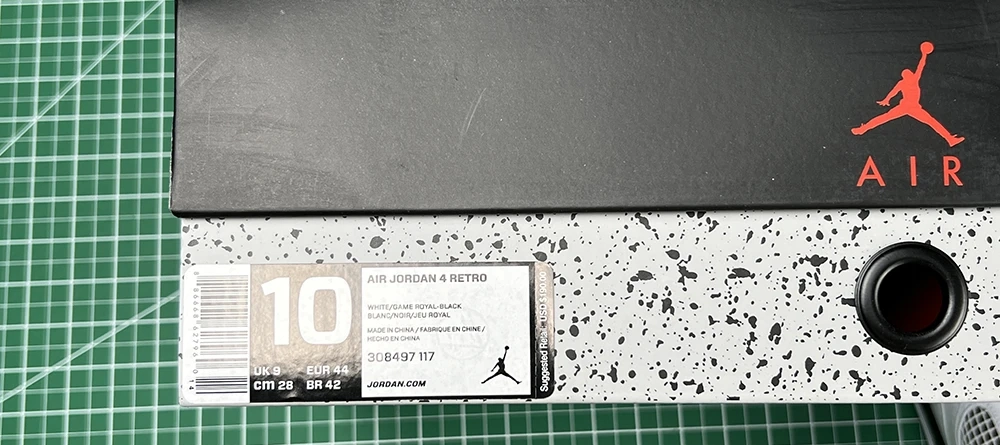 AIR
10
UK 9 EUR 44
CM 28 BR 42
AIR JORDAN 4 RETRO
WHITE/GAME ROYAL-BLACK
BLANC/NOIR/JEU ROYAL
MADE IN CHINA / FABRIQUE EN CHINE /
HECHO EN CHINA
308497 117
JORDAN.COM
Suggested Retail: USD $190.00